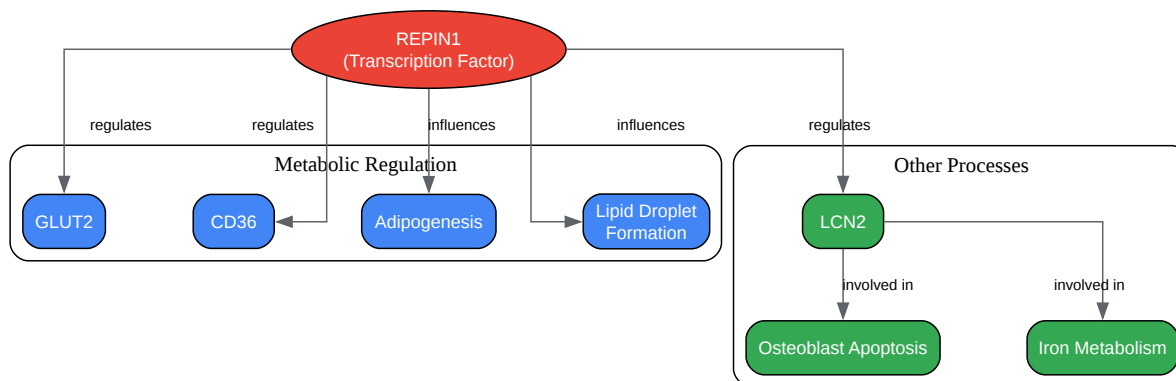 REPIN1
(Transcription Factor)
regulates
regulates
influences
influences
regulates
Metabolic Regulation
Other Processes
GLUT2
CD36
Adipogenesis
Lipid Droplet
Formation
LCN2
involved in
involved in
Osteoblast Apoptosis
Iron Metabolism